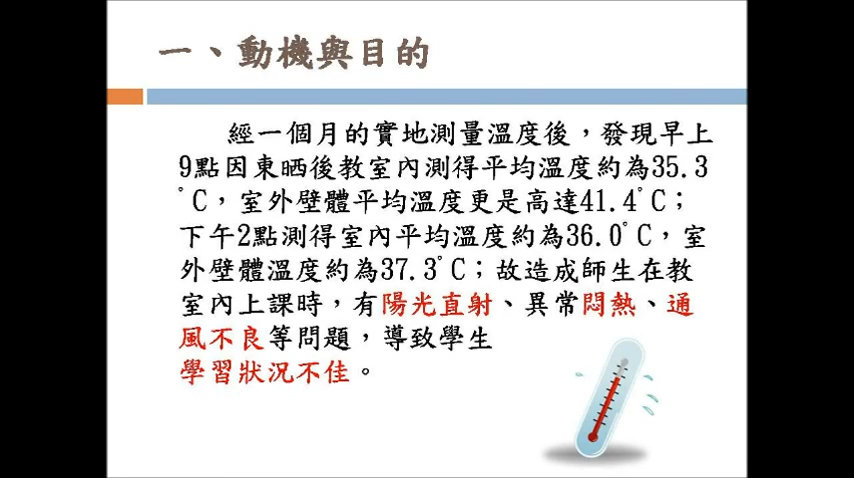 一、動機與目的
經一個月的實地測量溫度後，發現早上
9點因東晒後教室內測得平均溫度約為35.3
°C，室外壁體平均溫度更是高達41.4°C；
下午2點測得室內平均溫度約為36.0°C，室
外壁體溫度約為37.3°C；故造成師生在教
室內上課時，有陽光直射、異常悶熱、通
風不良等問題，導致學生
學習狀況不佳。